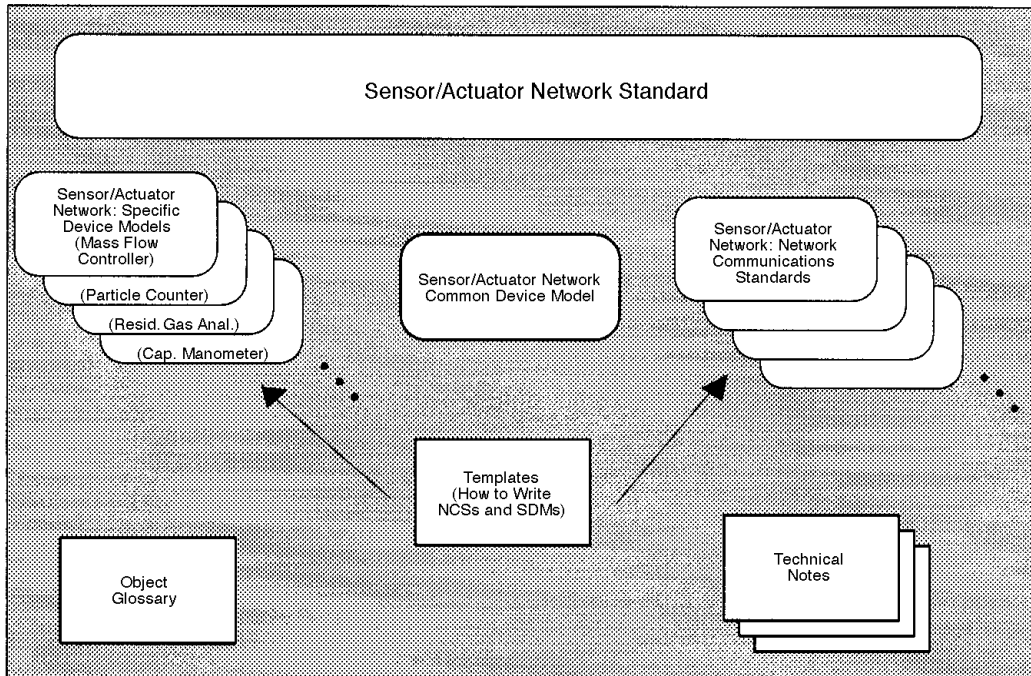 Sensor/Actuator Network Standard
Sensor/Actuator
Network: Specific
Device Models
(Mass Flow
Controller)
(Particle Counter)
(Resid. Gas Anal.)
(Cap. Manometer)
Sensor/Actuator Network
Common Device Model
Sensor/Actuator
Network: Network
Communications
Standards
Templates
(How to Write
NCSs and SDMs)
Object
Glossary
Technical
Notes